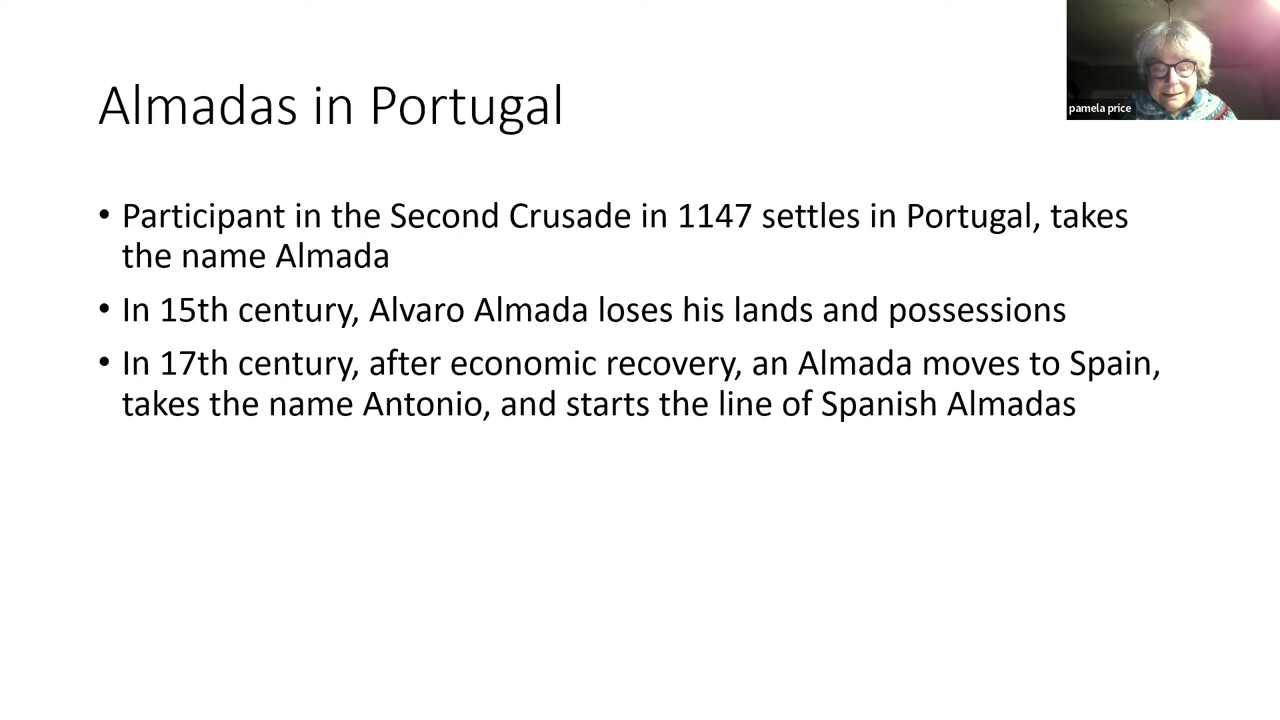 Almadas in Portugal
pamela price
• Participant in the Second Crusade in 1147 settles in Portugal, takes
the name Almada
• In 15th century, Alvaro Almada loses his lands and possessions
• In 17th century, after economic recovery, an Almada moves to Spain,
takes the name Antonio, and starts the line of Spanish Almadas